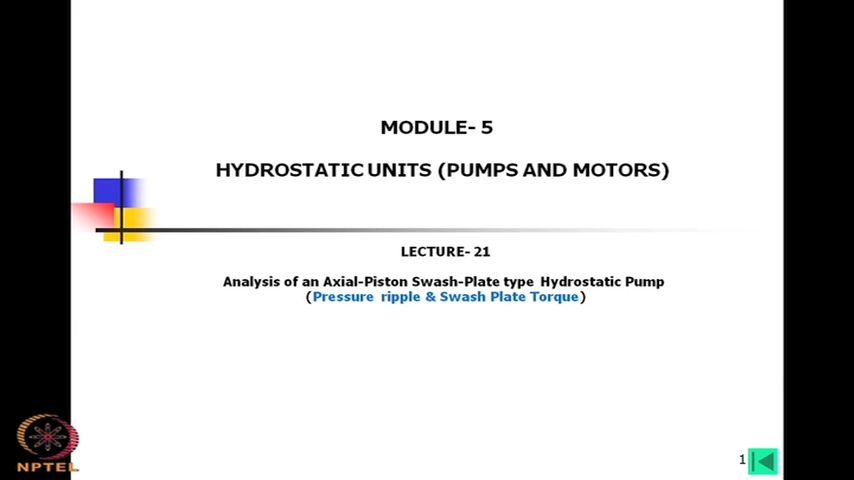 MODULE- 5
HYDROSTATIC UNITS (PUMPS AND MOTORS)
LECTURE- 21
Analysis of an Axial-Piston Swash-Plate type Hydrostatic Pump
(Pressure ripple & Swash Plate Torque)
NPTEL
1